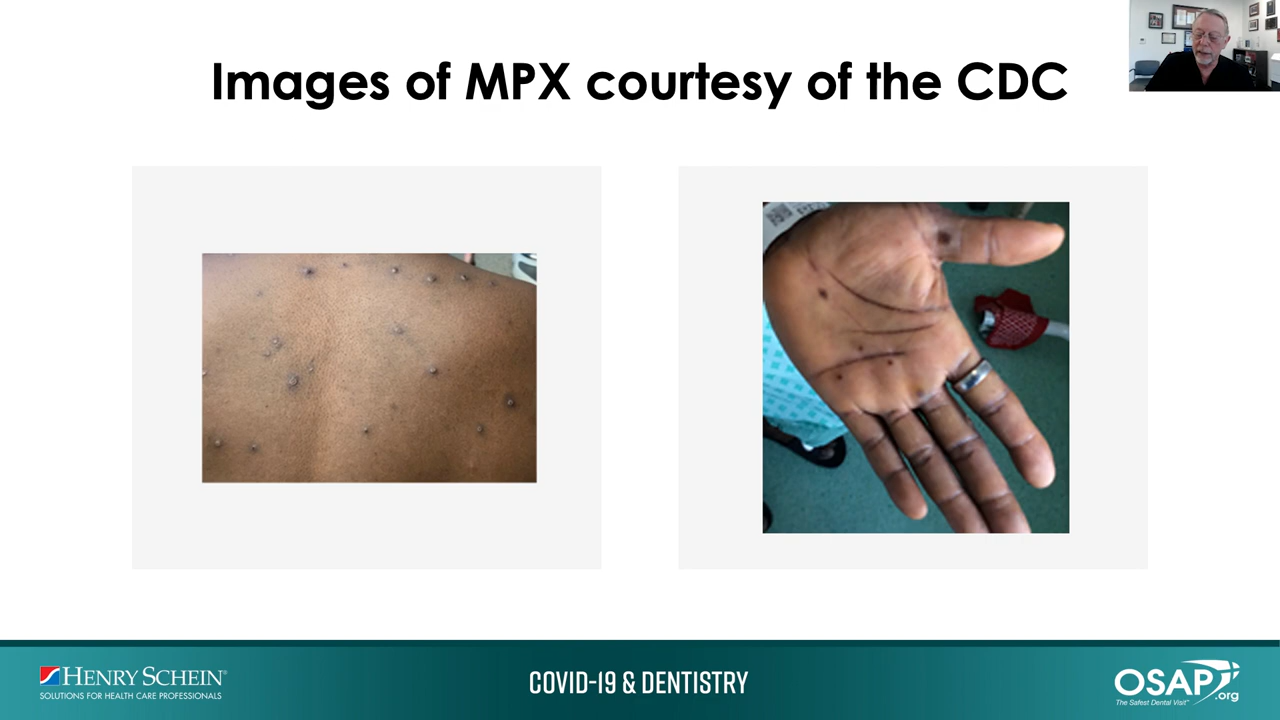 Images of MPX courtesy of the CDC
HENRY SCHEIN®
SOLUTIONS FOR HEALTH CARE PROFESSIONALS
COVID-19 & DENTISTRY
OSAP
.org
The Safest Dental Visit™